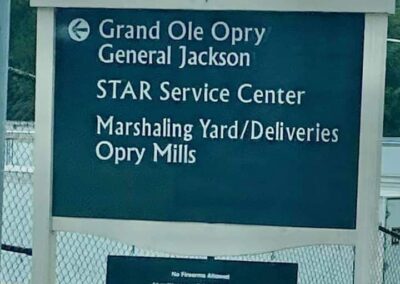 Grand Ole Opry
General Jackson
STAR Service Center
Marshaling Yard/Deliveries
Opry Mills
No Firearms Allowed